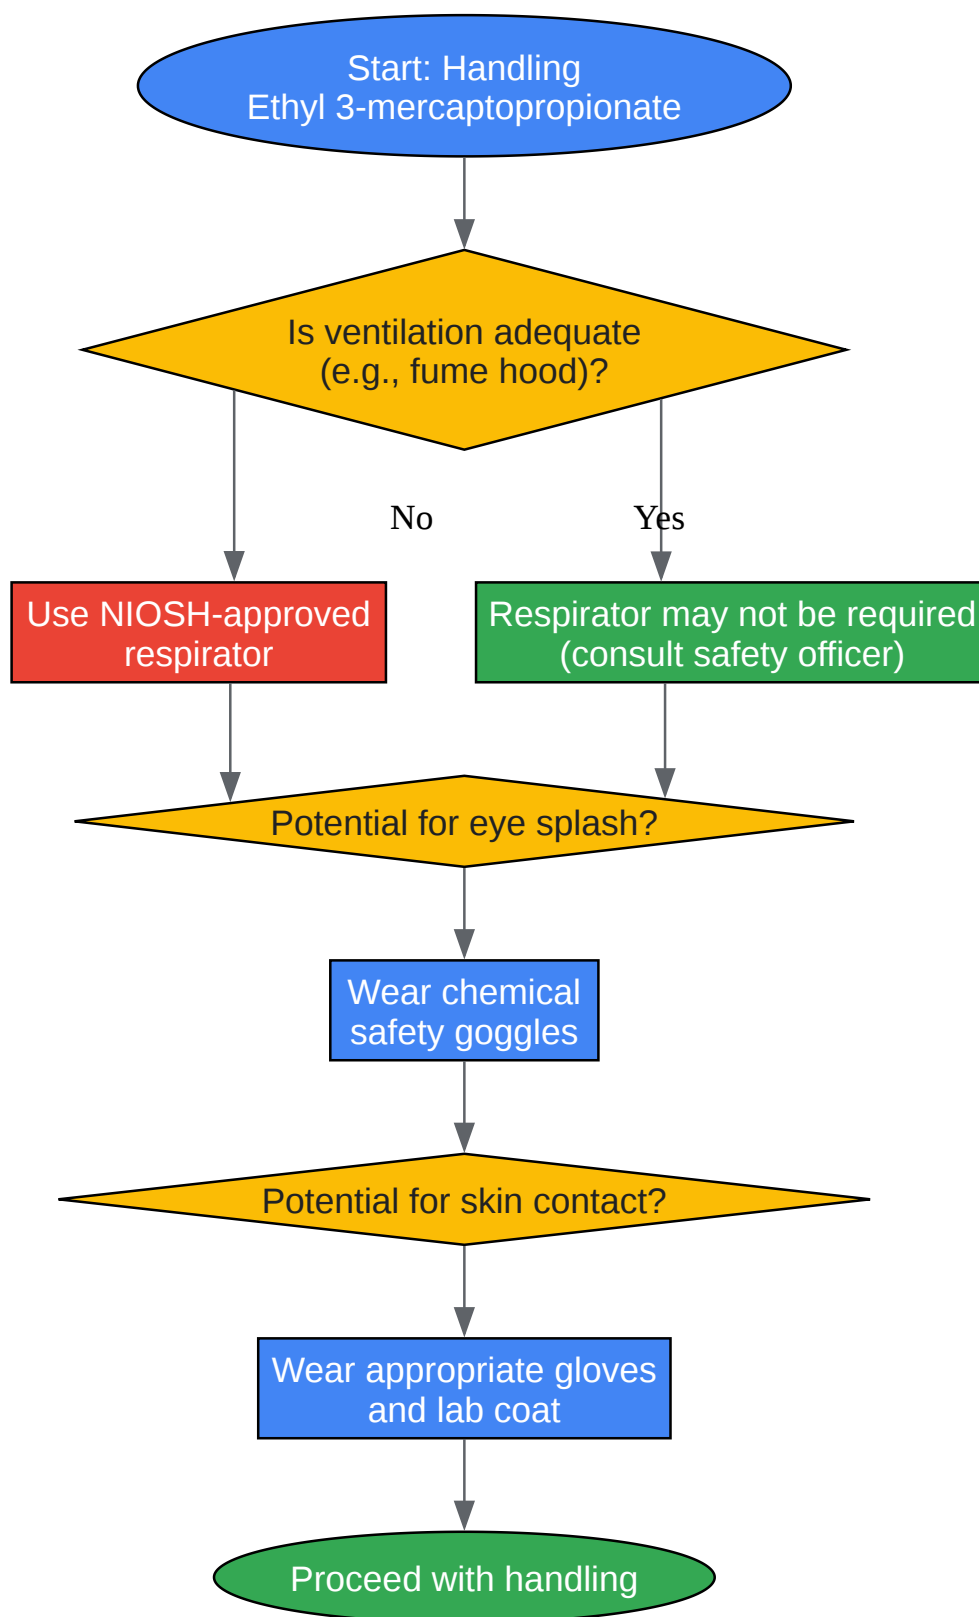 Start: Handling
Ethyl 3-mercaptopropionate
Is ventilation adequate
(e.g., fume hood)?
No
Yes
Use NIOSH-approved
respirator
Respirator may not be required
(consult safety officer)
Potential for eye splash?
Wear chemical
safety goggles
Potential for skin contact?
Wear appropriate gloves
and lab coat
Proceed with handling